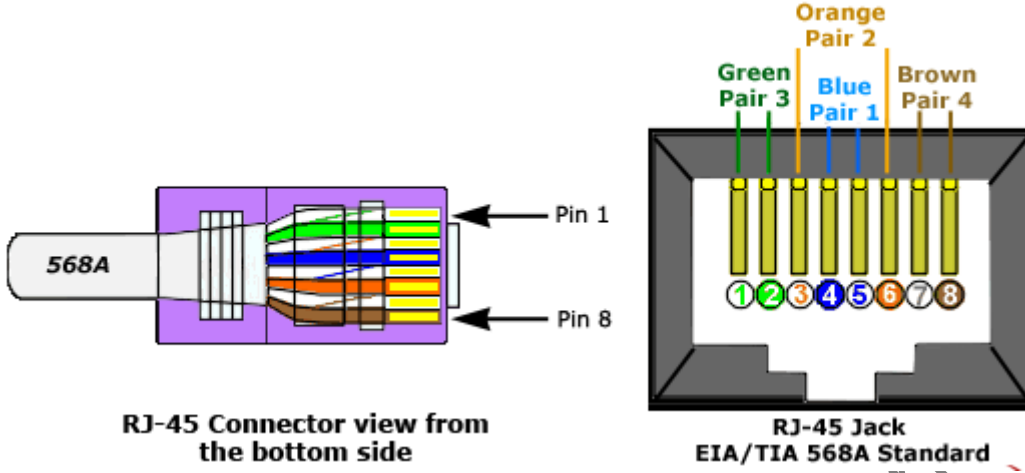 568A
Pin 1
Pin 8
RJ-45 Connector view from
the bottom side
Orange
Pair 2
Green
Pair 3
Blue
Pair 1
Brown
Pair 4
1 2 3 4 5 6 7 8
RJ-45 Jack
EIA/TIA 568A Standard